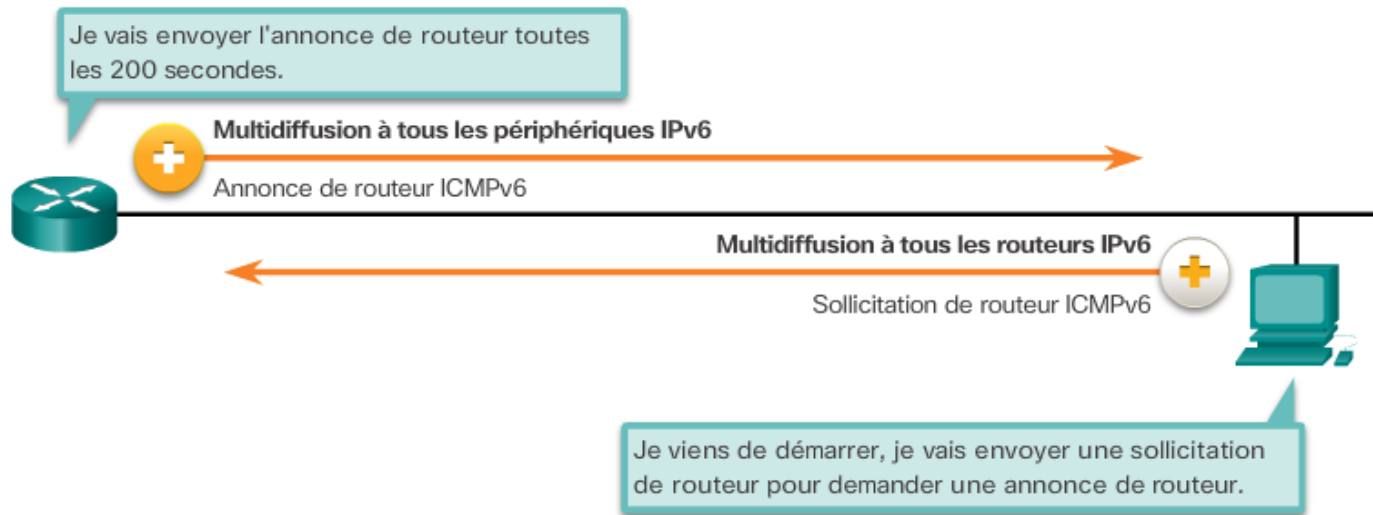 Je vais envoyer l'annonce de routeur toutes
les 200 secondes.
Multidiffusion à tous les périphériques IPv6
Annonce de routeur ICMPv6
Multidiffusion à tous les routeurs IPv6
Sollicitation de routeur ICMPv6
Je viens de démarrer, je vais envoyer une sollicitation
de routeur pour demander une annonce de routeur.